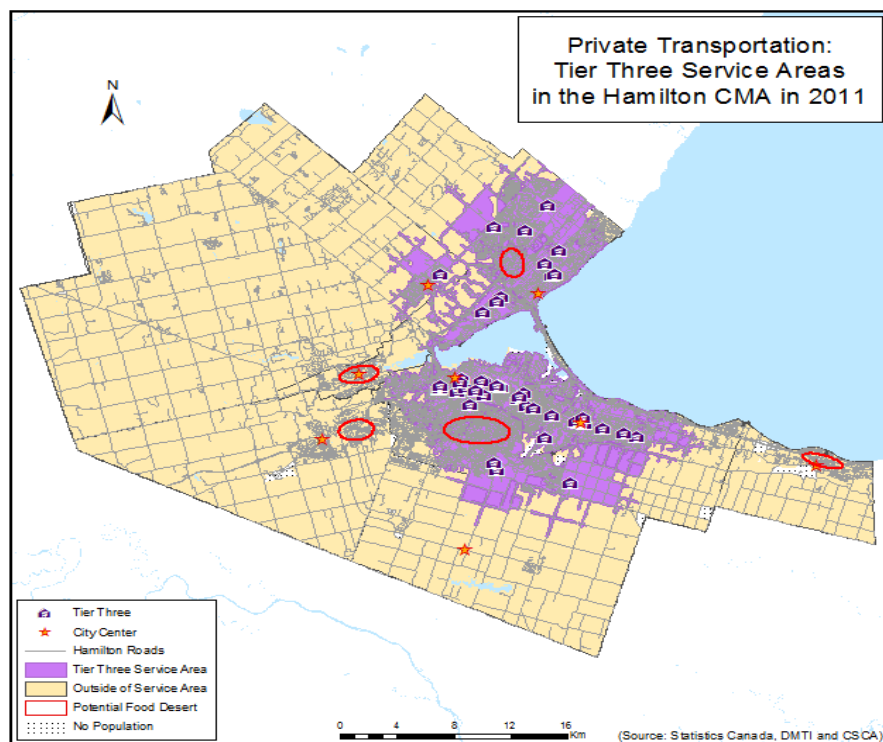 Private Transportation:
Tier Three Service Areas
in the Hamilton CMA in 2011
N
Tier Three
City Center
Hamilton Roads
Tier Three Service Area
Outside of Service Area
Potential Food Desert
No Population
0 4 8 12 16
Km
(Source: Statistics Canada, DMTI and CSCA)